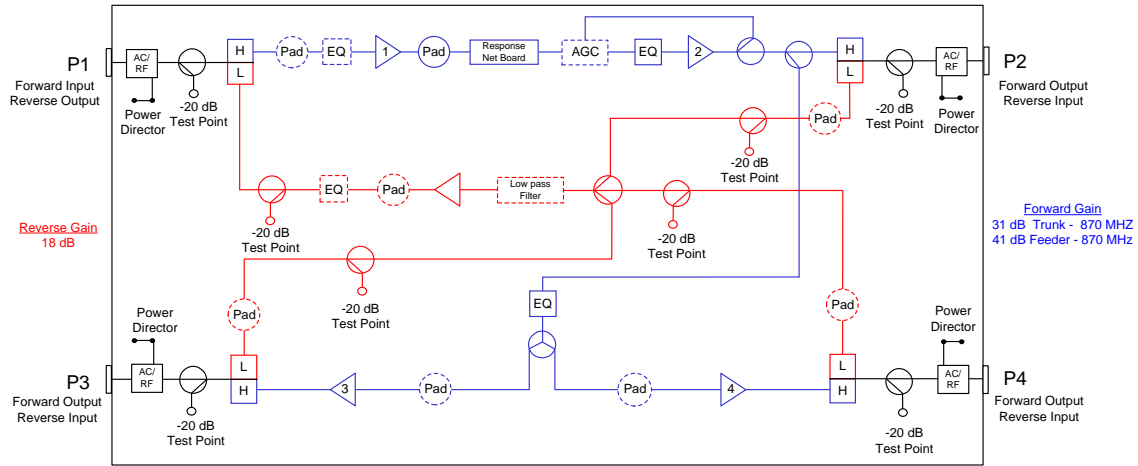 P1
Forward Input
Reverse Output
AC/
RF
Power
Director
-20 dB
Test Point
H
L
Pad
EQ
1
Pad
Response
Net Board
AGC
EQ
2
H
L
-20 dB
Test Point
AC/
RF
Power
Director
P2
Forward Output
Reverse Input
Pad
-20 dB
Test Point
-20 dB
Test Point
EQ
Pad
Low pass
Filter
-20 dB
Test Point
Reverse Gain
18 dB
Forward Gain
31 dB Trunk - 870 MHZ
41 dB Feeder - 870 MHz
-20 dB
Test Point
EQ
Pad
Pad
P3
Forward Output
Reverse Input
Power
Director
AC/
RF
-20 dB
Test Point
L
H
3
Pad
Pad
4
L
H
-20 dB
Test Point
Power
Director
AC/
RF
P4
Forward Output
Reverse Input